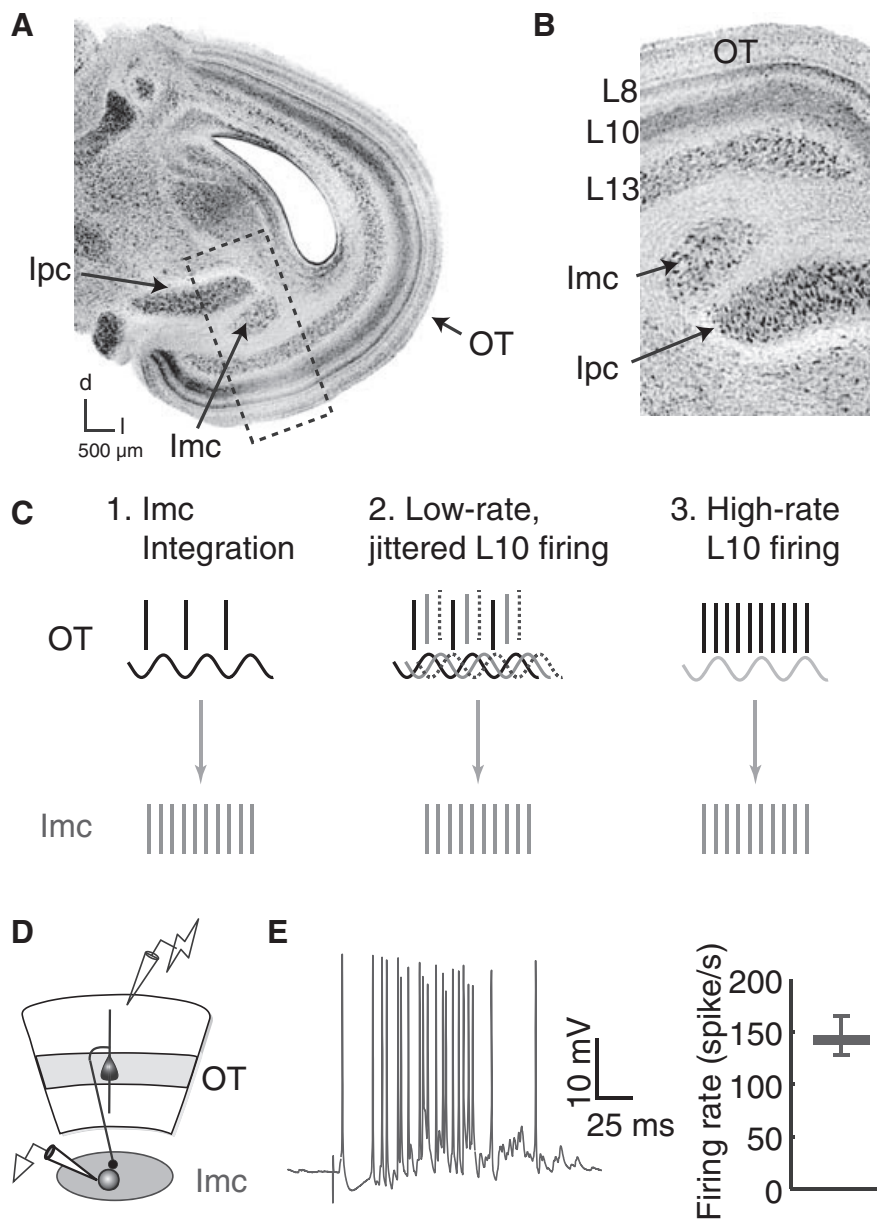 A
Ipc
OT
d
l
500 μm
Imc
B
OT
L8
L10
L13
Imc
Ipc
C
1. Imc
Integration
2. Low-rate,
jittered L10 firing
3. High-rate
L10 firing
OT
Imc
D
OT
Imc
E
10 mV
25 ms
Firing rate (spike/s)
200
150
100
50
0